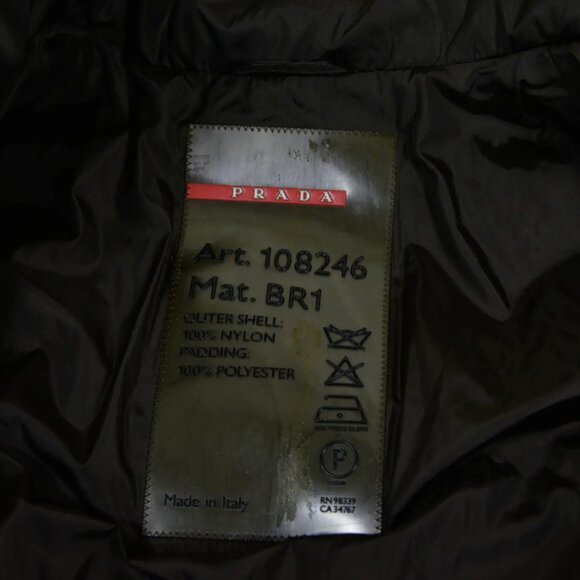 PRADA
Art. 108246
Mat. BR1
OUTER SHELL:
100% NYLON
PADDING:
100% POLYESTER
P
Made in Italy
RN 98339
CA 34767